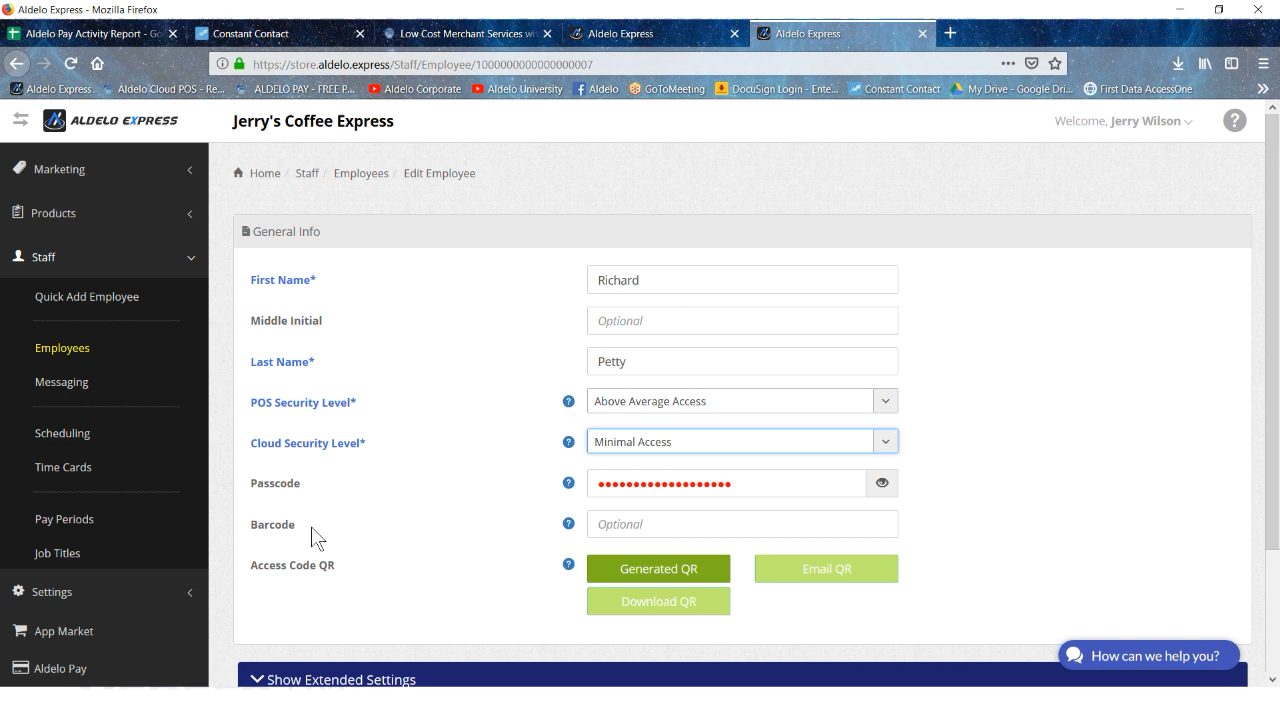 Aldelo Express - Mozilla Firefox
Aldelo Pay Activity Report - Go
Constant Contact
Low Cost Merchant Services wit
Aldelo Express
Aldelo Express
https://store.aldelo.express/Staff/Employee/1000000000000000007
Aldelo Express
Aldelo Cloud POS - Re...
ALDELO PAY - FREE P...
Aldelo Corporate
Aldelo University
Aldelo
GoToMeeting
DocuSign Login - Ente...
Constant Contact
My Drive - Google Dri...
First Data AccessOne
ALDELO EXPRESS
Jerry's Coffee Express
Welcome, Jerry Wilson
?
Marketing
Products
Staff
Quick Add Employee
Employees
Messaging
Scheduling
Time Cards
Pay Periods
Job Titles
Settings
App Market
Aldelo Pay
Home / Staff / Employees / Edit Employee
General Info
First Name* Richard
Middle Initial Optional
Last Name* Petty
POS Security Level* ? Above Average Access
Cloud Security Level* ? Minimal Access
Passcode ? •••••••••••••••••••
Barcode ? Optional
Access Code QR ? Generated QR Email QR
Download QR
How can we help you?
Show Extended Settings